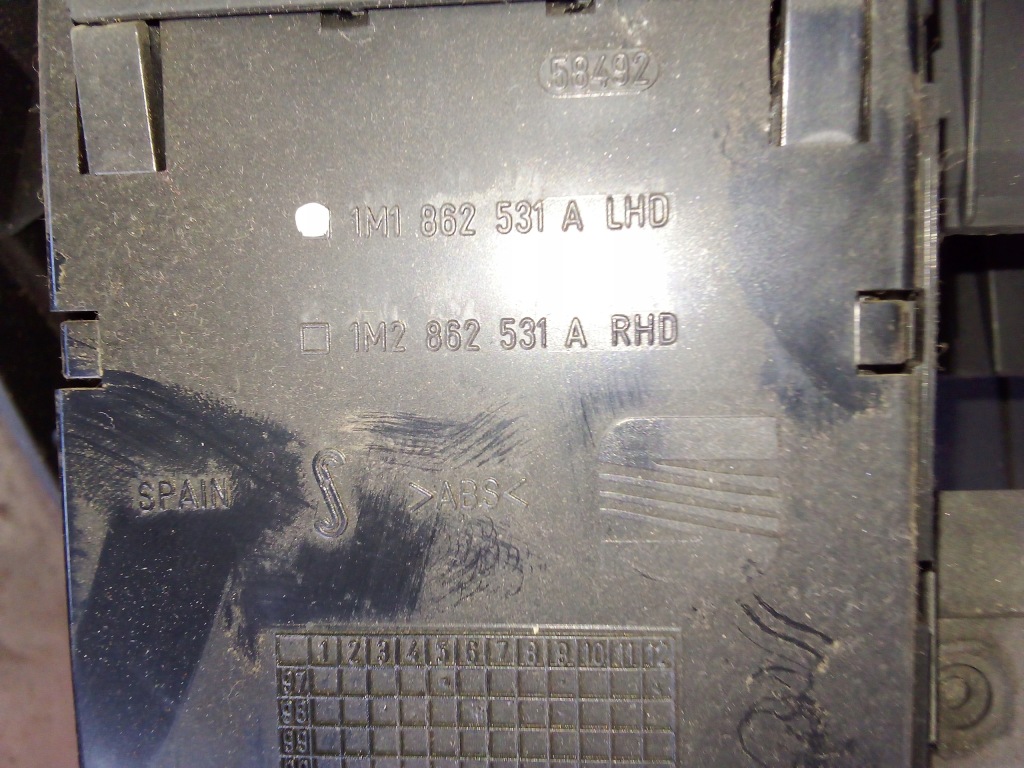 58492
1M1 862 531 A LHD
1M2 862 531 A RHD
SPAIN S >ABS<
1 2 3 4 5 6 7 8 9 10 11 12
97
98
99